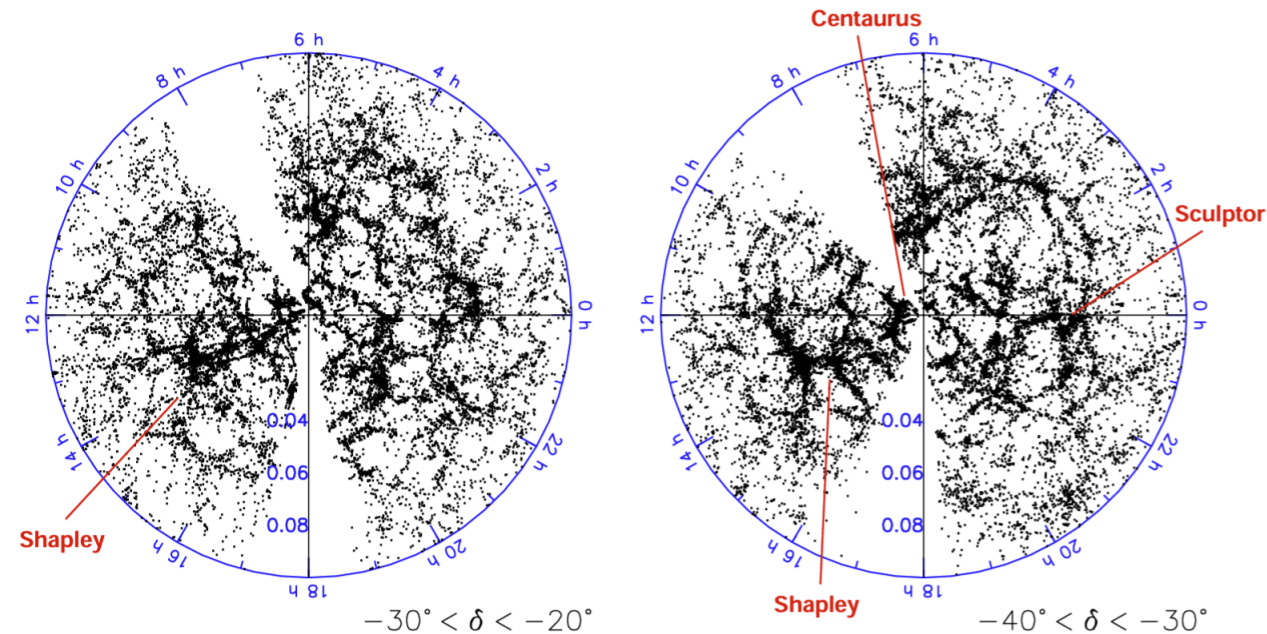 6 h
4 h
2 h
0 h
22 h
20 h
18 h
16 h
14 h
12 h
10 h
8 h
0.04
0.06
0.08
Shapley
−30° < δ < −20°
Centaurus
6 h
4 h
2 h
Sculptor
0 h
22 h
20 h
18 h
16 h
14 h
12 h
10 h
8 h
0.04
0.06
0.08
Shapley
−40° < δ < −30°